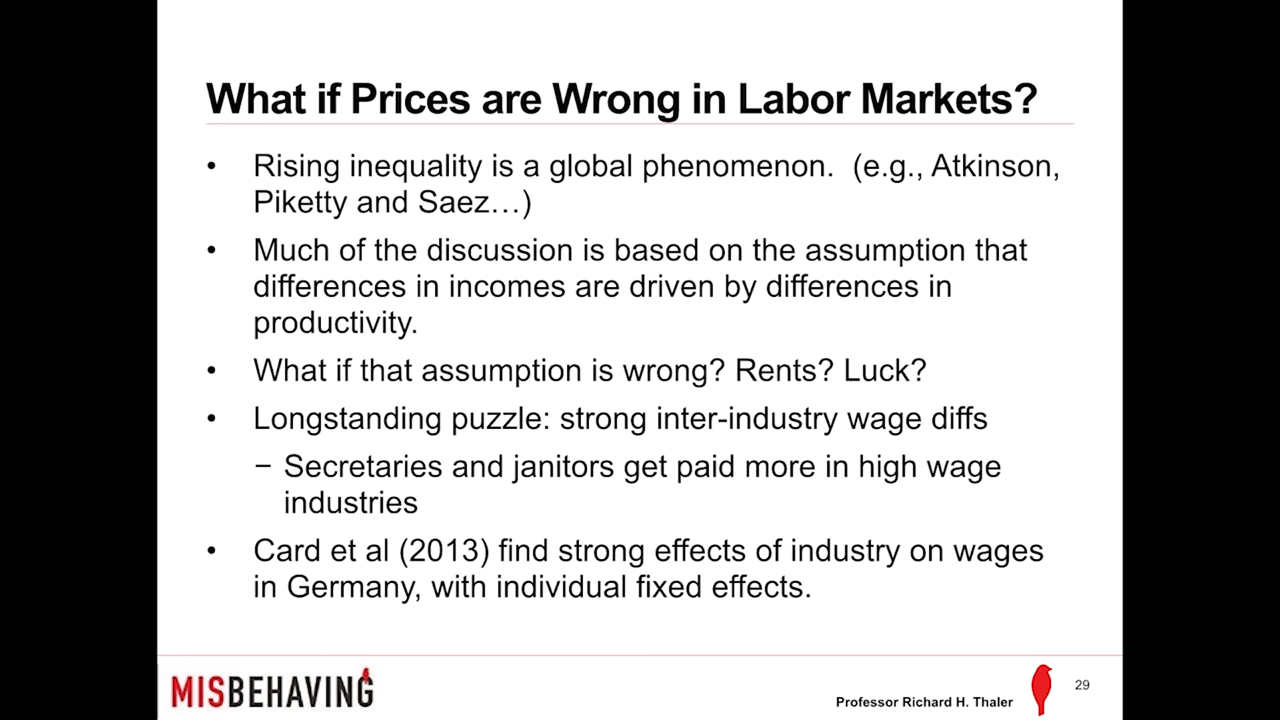 What if Prices are Wrong in Labor Markets?
• Rising inequality is a global phenomenon.  (e.g., Atkinson,
Piketty and Saez…)
• Much of the discussion is based on the assumption that
differences in incomes are driven by differences in
productivity.
• What if that assumption is wrong? Rents? Luck?
• Longstanding puzzle: strong inter-industry wage diffs
− Secretaries and janitors get paid more in high wage
industries
• Card et al (2013) find strong effects of industry on wages
in Germany, with individual fixed effects.
MISBEHAVING
Professor Richard H. Thaler
29